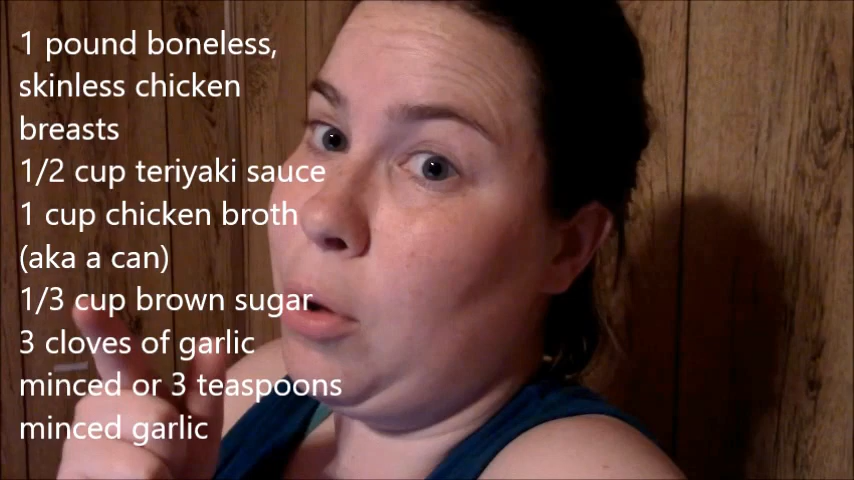 1 pound boneless,
skinless chicken
breasts
1/2 cup teriyaki sauce
1 cup chicken broth
(aka a can)
1/3 cup brown sugar
3 cloves of garlic
minced or 3 teaspoons
minced garlic